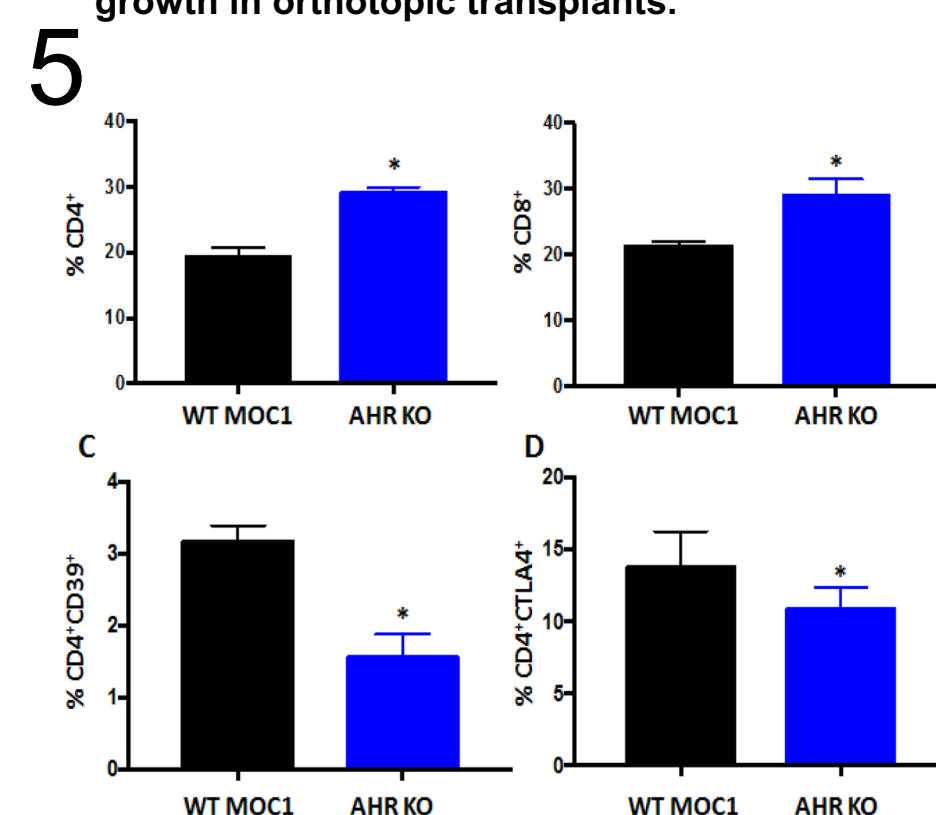 growth in orthotopic transplants.
5
40
30
20
10
0
% CD4⁺
*
WT MOC1 AHR KO
40
30
20
10
0
% CD8⁺
*
WT MOC1 AHR KO
C
4
3
2
1
0
% CD4⁺CD39⁺
*
WT MOC1 AHR KO
D
20
15
10
5
0
% CD4⁺CTLA4⁺
*
WT MOC1 AHR KO